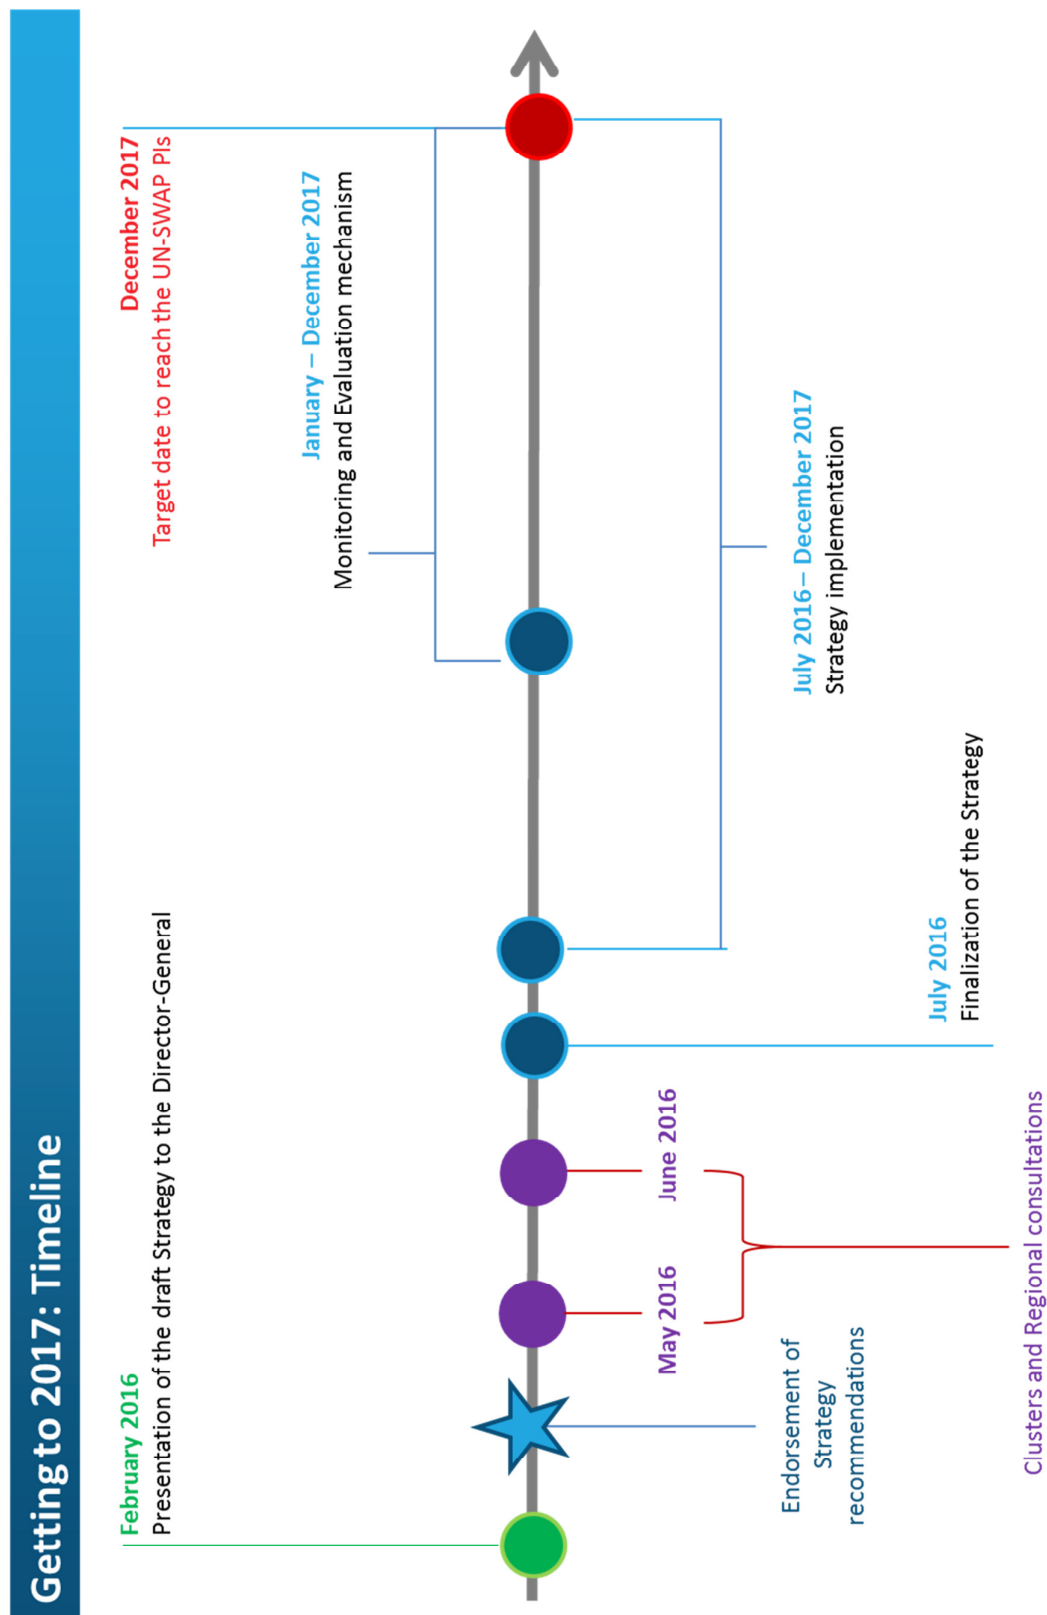 Getting to 2017: Timeline
February 2016
Presentation of the draft Strategy to the Director-General
December 2017
Target date to reach the UN-SWAP PIs
January – December 2017
Monitoring and Evaluation mechanism
May 2016
June 2016
Endorsement of
Strategy
recommendations
July 2016 – December 2017
Strategy implementation
July 2016
Finalization of the Strategy
Clusters and Regional consultations